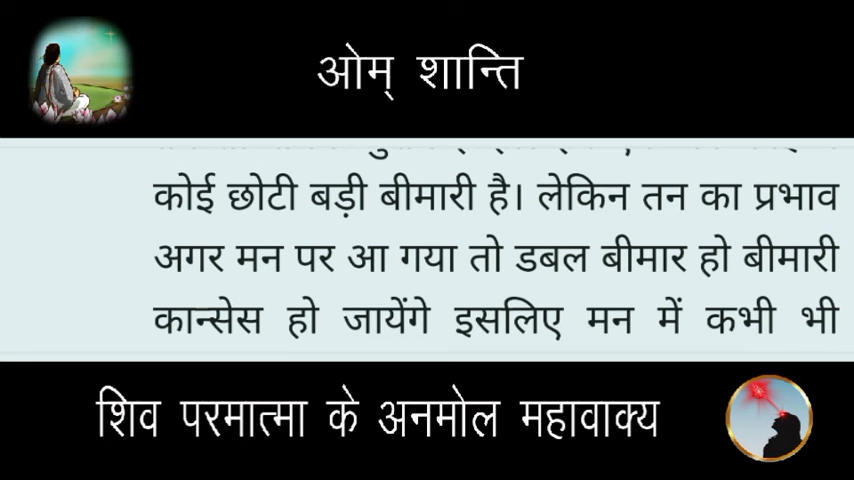 ओम् शान्ति
कोई छोटी बड़ी बीमारी है। लेकिन तन का प्रभाव
अगर मन पर आ गया तो डबल बीमार हो बीमारी
कान्सेस हो जायेंगे इसलिए मन में कभी भी
शिव परमात्मा के अनमोल महावाक्य